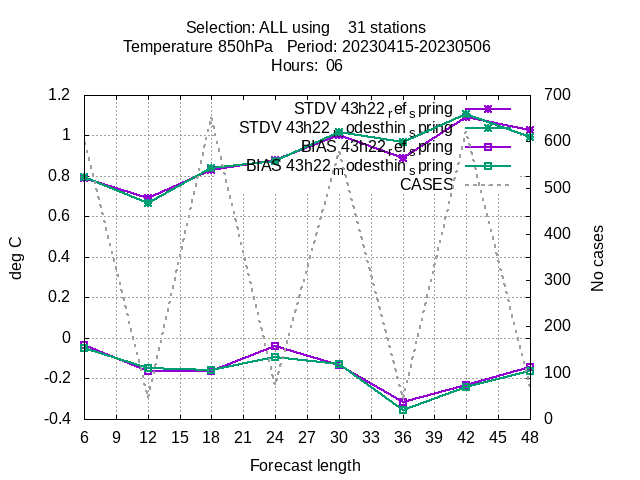 Selection: ALL using    31 stations
Temperature 850hPa   Period: 20230415-20230506
Hours:  06
STDV 43h22_ref_spring
STDV 43h22_modesthin_spring
BIAS 43h22_ref_spring
BIAS 43h22_modesthin_spring
CASES
1.2
1
0.8
0.6
0.4
0.2
0
-0.2
-0.4
deg C
700
600
500
400
300
200
100
0
No cases
6 9 12 15 18 21 24 27 30 33 36 39 42 45 48
Forecast length